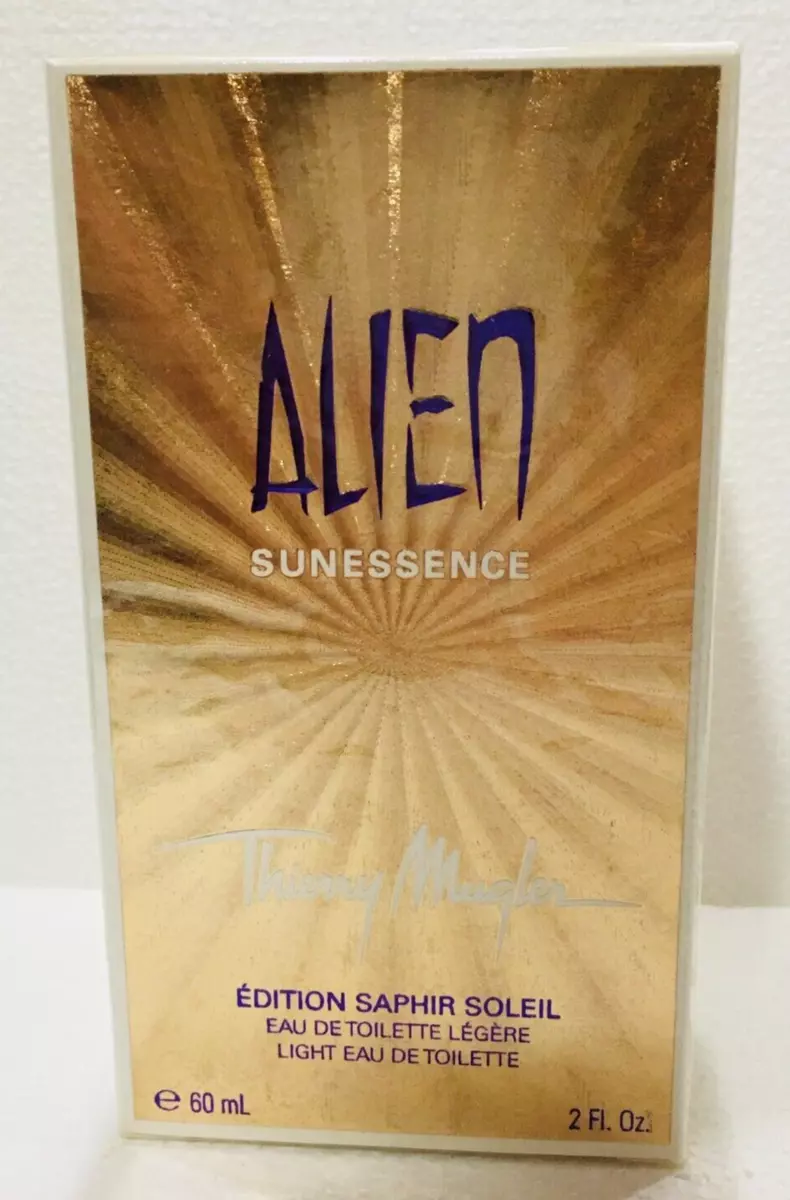 ALIEN
SUNESSENCE
Thierry Mugler
ÉDITION SAPHIR SOLEIL
EAU DE TOILETTE LÉGÈRE
LIGHT EAU DE TOILETTE
℮ 60 mL 2 Fl. Oz.